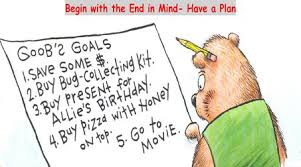 Begin with the End in Mind- Have a Plan
GOOB'Z GOALS
1. SAVE SOME $.
2. BUY BUG-COLLECTING KIT.
3. BUY PRESENT FOR
ALLIE'S BIRTHDAY.
4. BUY PIZZA WITH HONEY
ON TOP. 5. GO TO
MOVIE.